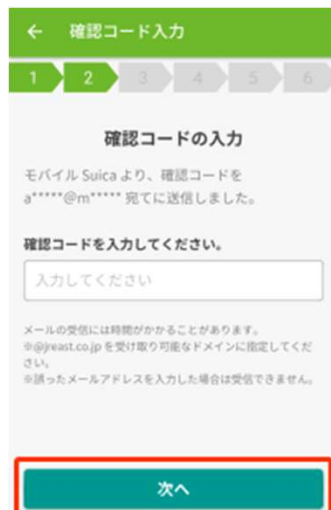 ← 確認コード入力
1 2 3 4 5 6
確認コードの入力
モバイル Suica より、確認コードを
a*****@m***** 宛てに送信しました。
確認コードを入力してください。
入力してください
メールの受信には時間がかかることがあります。
※@jreast.co.jp を受け取り可能なドメインに指定してくだ
さい。
※誤ったメールアドレスを入力した場合は受信できません。
次へ